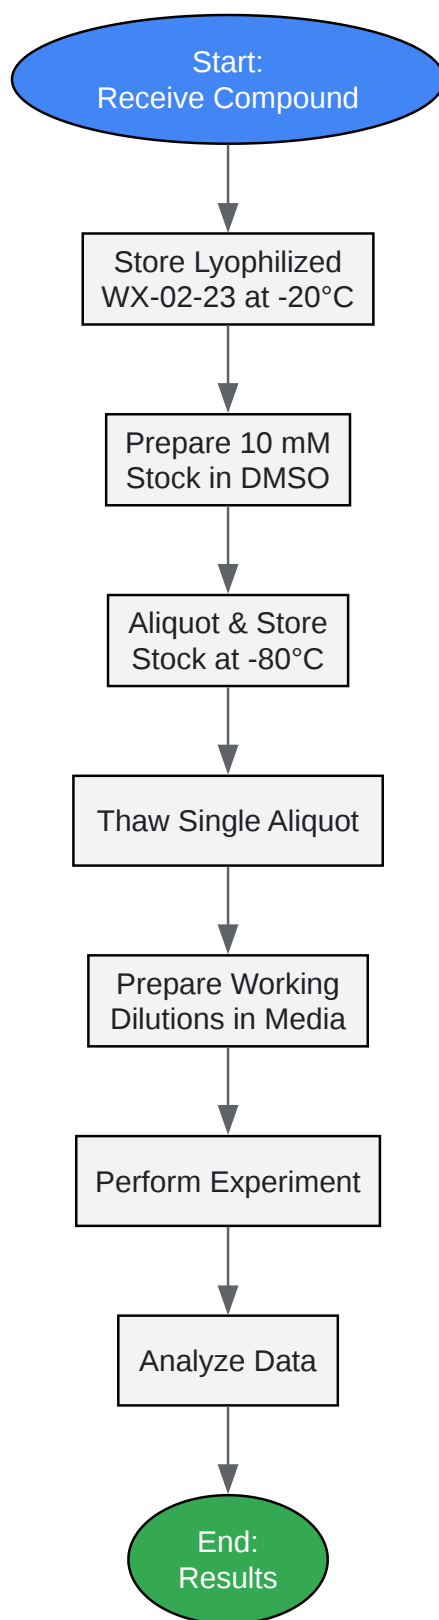 Start:
Receive Compound
Store Lyophilized
WX-02-23 at -20°C
Prepare 10 mM
Stock in DMSO
Aliquot & Store
Stock at -80°C
Thaw Single Aliquot
Prepare Working
Dilutions in Media
Perform Experiment
Analyze Data
End:
Results